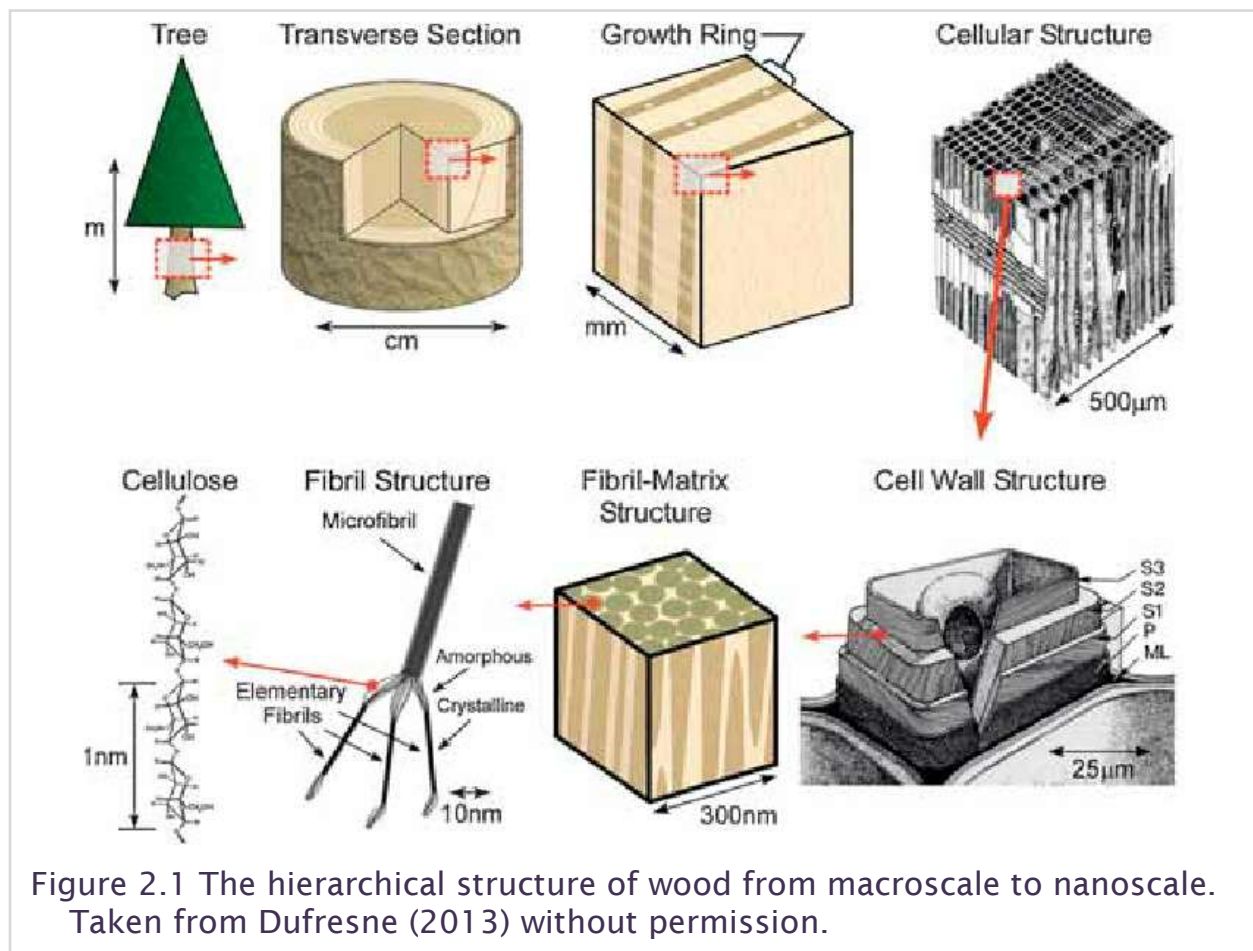 Tree
Transverse Section
Growth Ring
Cellular Structure
m
cm
mm
500μm
Cellulose
Fibril Structure
Fibril-Matrix
Structure
Cell Wall Structure
Microfibril
S3
S2
S1
P
ML
Amorphous
Elementary
Fibrils
Crystalline
1nm
10nm
300nm
25μm
Figure 2.1 The hierarchical structure of wood from macroscale to nanoscale.
Taken from Dufresne (2013) without permission.